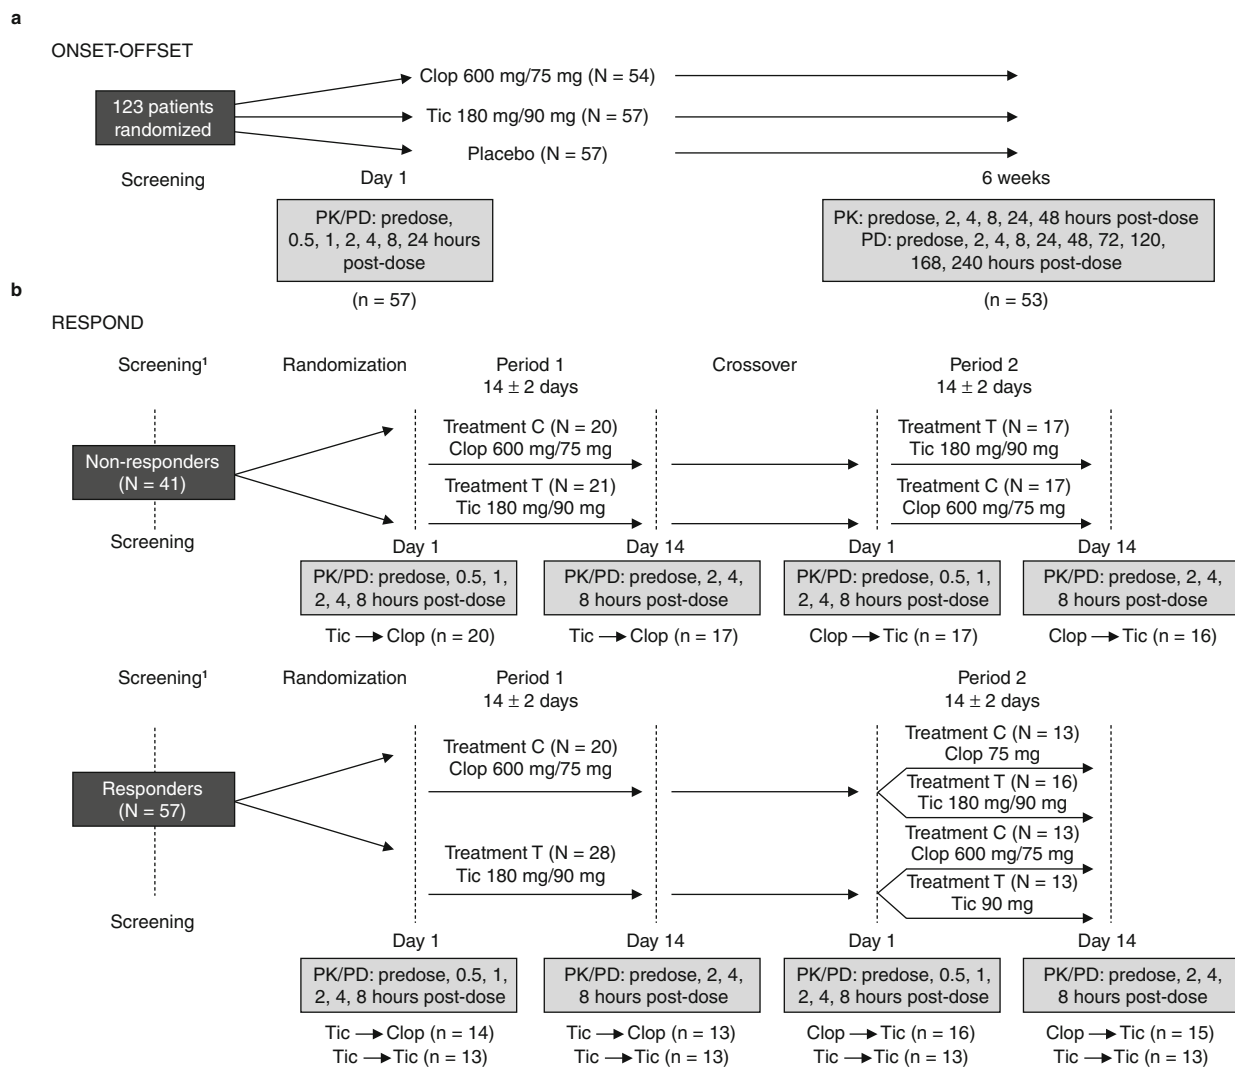 a
ONSET-OFFSET
123 patients
randomized
Clop 600 mg/75 mg (N = 54)
Tic 180 mg/90 mg (N = 57)
Placebo (N = 57)
Screening
Day 1
6 weeks
PK/PD: predose,
0.5, 1, 2, 4, 8, 24 hours
post-dose
PK: predose, 2, 4, 8, 24, 48 hours post-dose
PD: predose, 2, 4, 8, 24, 48, 72, 120,
168, 240 hours post-dose
(n = 57)
(n = 53)
b
RESPOND
Screening¹
Randomization
Period 1
14 ± 2 days
Crossover
Period 2
14 ± 2 days
Non-responders
(N = 41)
Screening
Treatment C (N = 20)
Clop 600 mg/75 mg
Treatment T (N = 21)
Tic 180 mg/90 mg
Treatment T (N = 17)
Tic 180 mg/90 mg
Treatment C (N = 17)
Clop 600 mg/75 mg
Day 1
Day 14
Day 1
Day 14
PK/PD: predose, 0.5, 1,
2, 4, 8 hours post-dose
PK/PD: predose, 2, 4,
8 hours post-dose
PK/PD: predose, 0.5, 1,
2, 4, 8 hours post-dose
PK/PD: predose, 2, 4,
8 hours post-dose
Tic → Clop (n = 20)
Tic → Clop (n = 17)
Clop → Tic (n = 17)
Clop → Tic (n = 16)
Screening¹
Randomization
Period 1
14 ± 2 days
Period 2
14 ± 2 days
Responders
(N = 57)
Screening
Treatment C (N = 20)
Clop 600 mg/75 mg
Treatment T (N = 28)
Tic 180 mg/90 mg
Treatment C (N = 13)
Clop 75 mg
Treatment T (N = 16)
Tic 180 mg/90 mg
Treatment C (N = 13)
Clop 600 mg/75 mg
Treatment T (N = 13)
Tic 90 mg
Day 1
Day 14
Day 1
Day 14
PK/PD: predose, 0.5, 1,
2, 4, 8 hours post-dose
PK/PD: predose, 2, 4,
8 hours post-dose
PK/PD: predose, 0.5, 1,
2, 4, 8 hours post-dose
PK/PD: predose, 2, 4,
8 hours post-dose
Tic → Clop (n = 14)
Tic → Tic (n = 13)
Tic → Clop (n = 13)
Tic → Tic (n = 13)
Clop → Tic (n = 16)
Tic → Tic (n = 13)
Clop → Tic (n = 15)
Tic → Tic (n = 13)